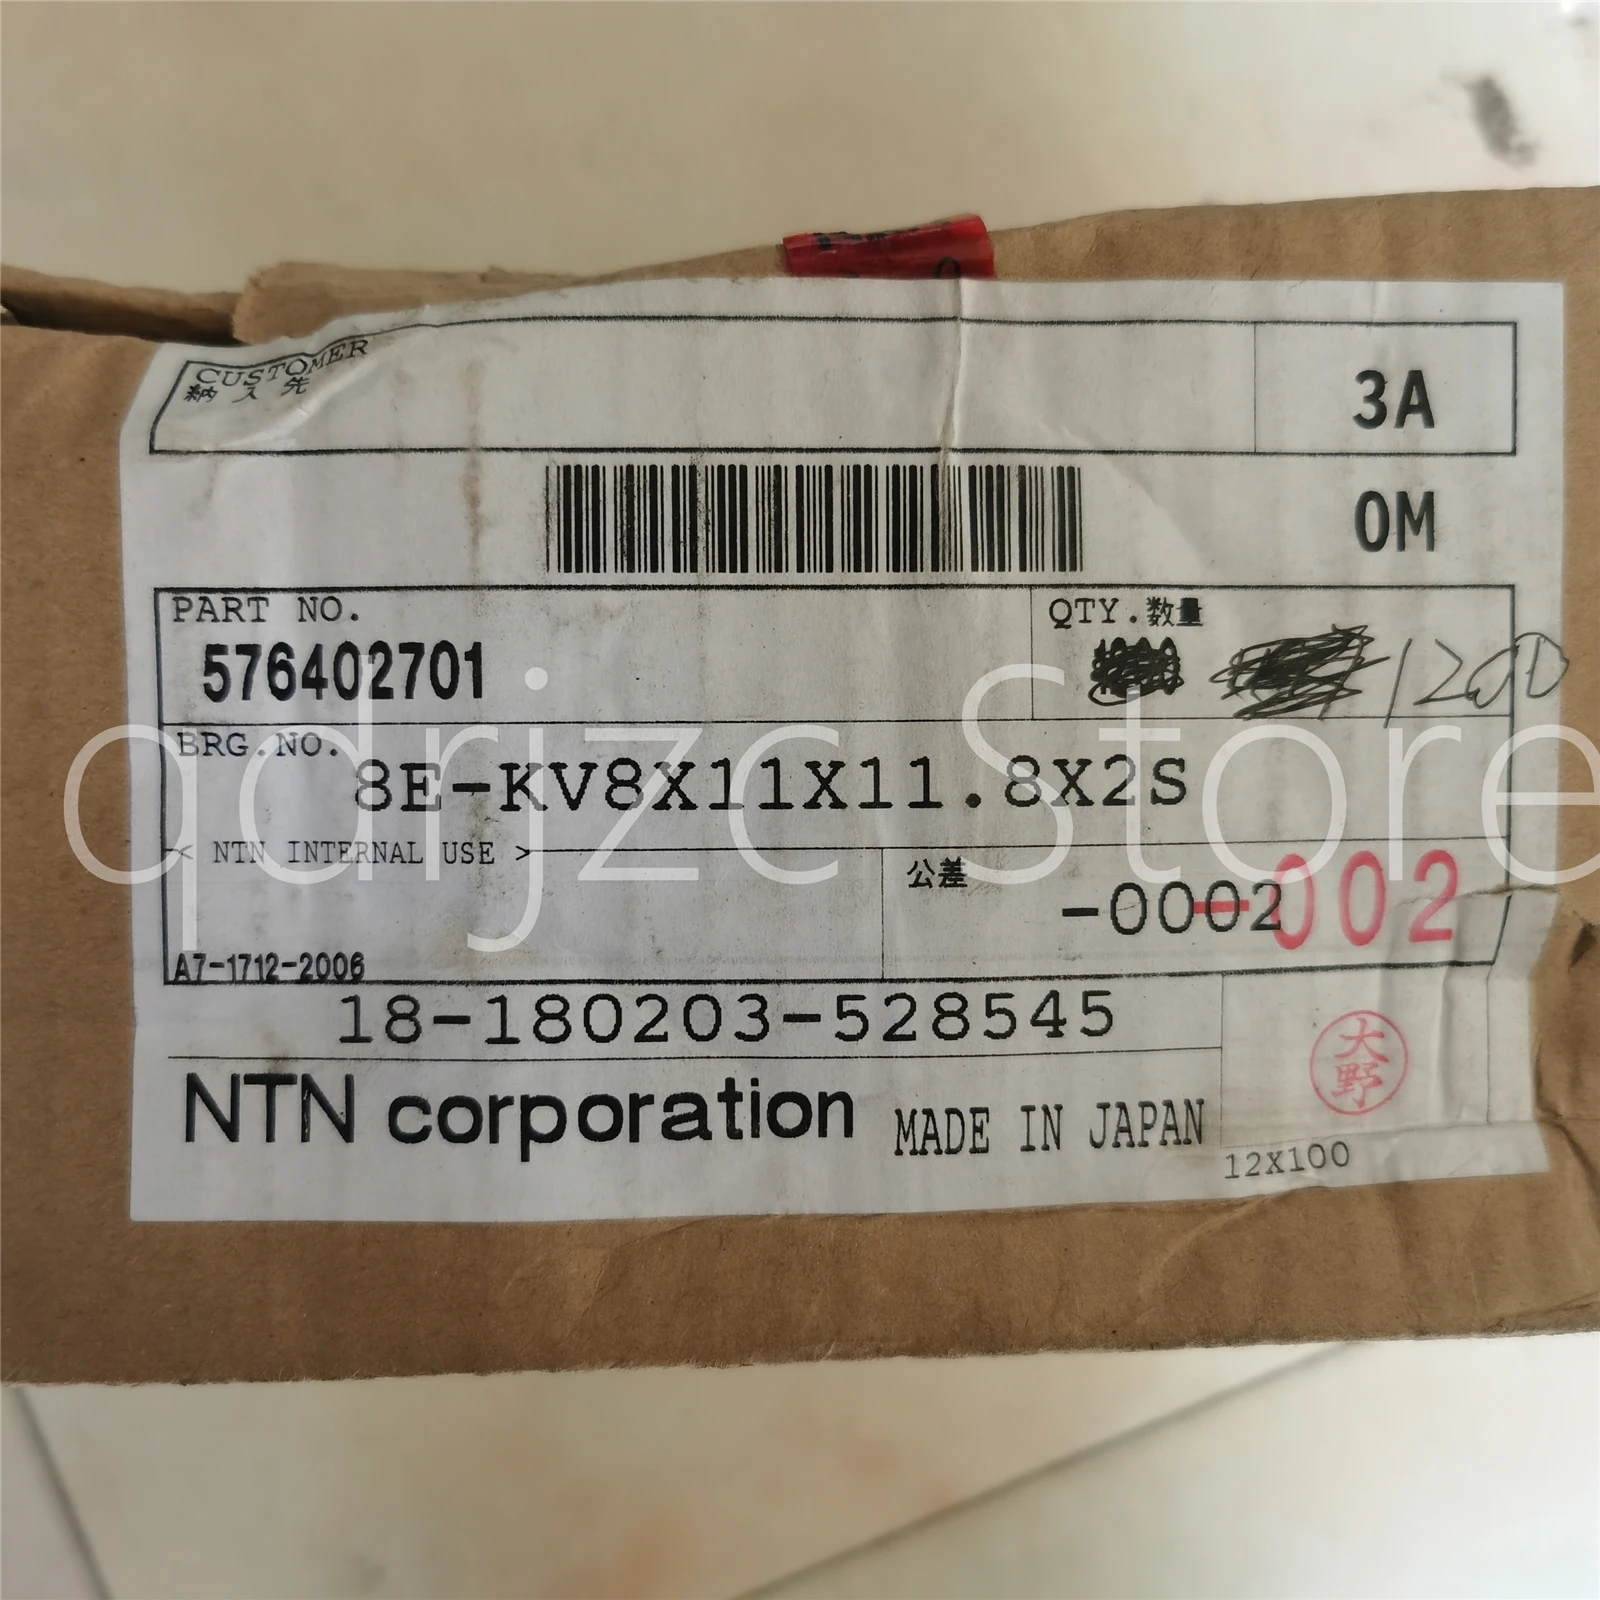 CUSTOMER
納入先
3A
0M
PART NO.
576402701
QTY.数量
1200
BRG.NO.
8E-KV8X11X11.8X2S
< NTN INTERNAL USE >
公差
-0002
-002
A7-1712-2006
18-180203-528545
NTN corporation
MADE IN JAPAN
大野
12X100
qdrjzc Store